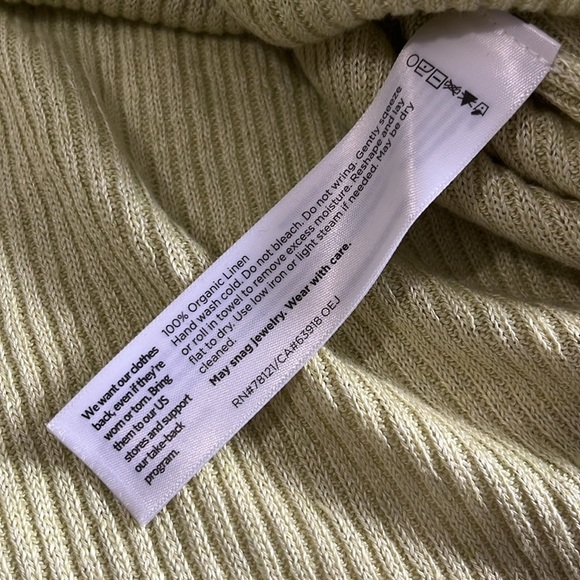 100% Organic Linen
Hand wash cold. Do not bleach. Do not wring. Gently sqeeze
or roll in towel to remove excess moisture. Reshape and lay
flat to dry. Use low iron or light steam if needed. May be dry
cleaned.
May snag jewelry. Wear with care.
RN#78121/CA#63918 OEJ
We want our clothes
back, even if they're
worn or torn. Bring
them to our US
stores and support
our take-back
program.